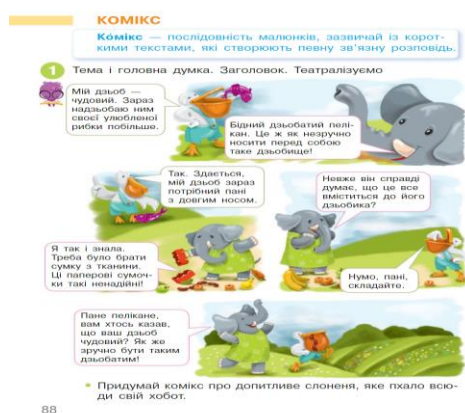 КОМІКС
Ко́мікс — послідовність малюнків, зазвичай із корот-
кими текстами, які створюють певну зв’язну розповідь.
1 Тема і головна думка. Заголовок. Театралізуємо
Мій дзьоб —
чудовий. Зараз
надзьобаю ним
своєї улюбленої
рибки побільше.
Бідний дзьобатий пелі-
кан. Це ж як незручно
носити перед собою
таке дзьобище!
Так. Здається,
мій дзьоб зараз
потрібний пані
з довгим носом.
Невже він справді
думає, що це все
вміститься до його
дзьобика?
Я так і знала.
Треба було брати
сумку з тканини.
Ці паперові сумоч-
ки такі ненадійні!
Нумо, пані,
складайте.
Пане пелікане,
вам хтось казав,
що ваш дзьоб
чудовий? Як же
зручно бути таким
дзьобатим!
• Придумай комікс про допитливе слоненя, яке пхало всю-
ди свій хобот.
88